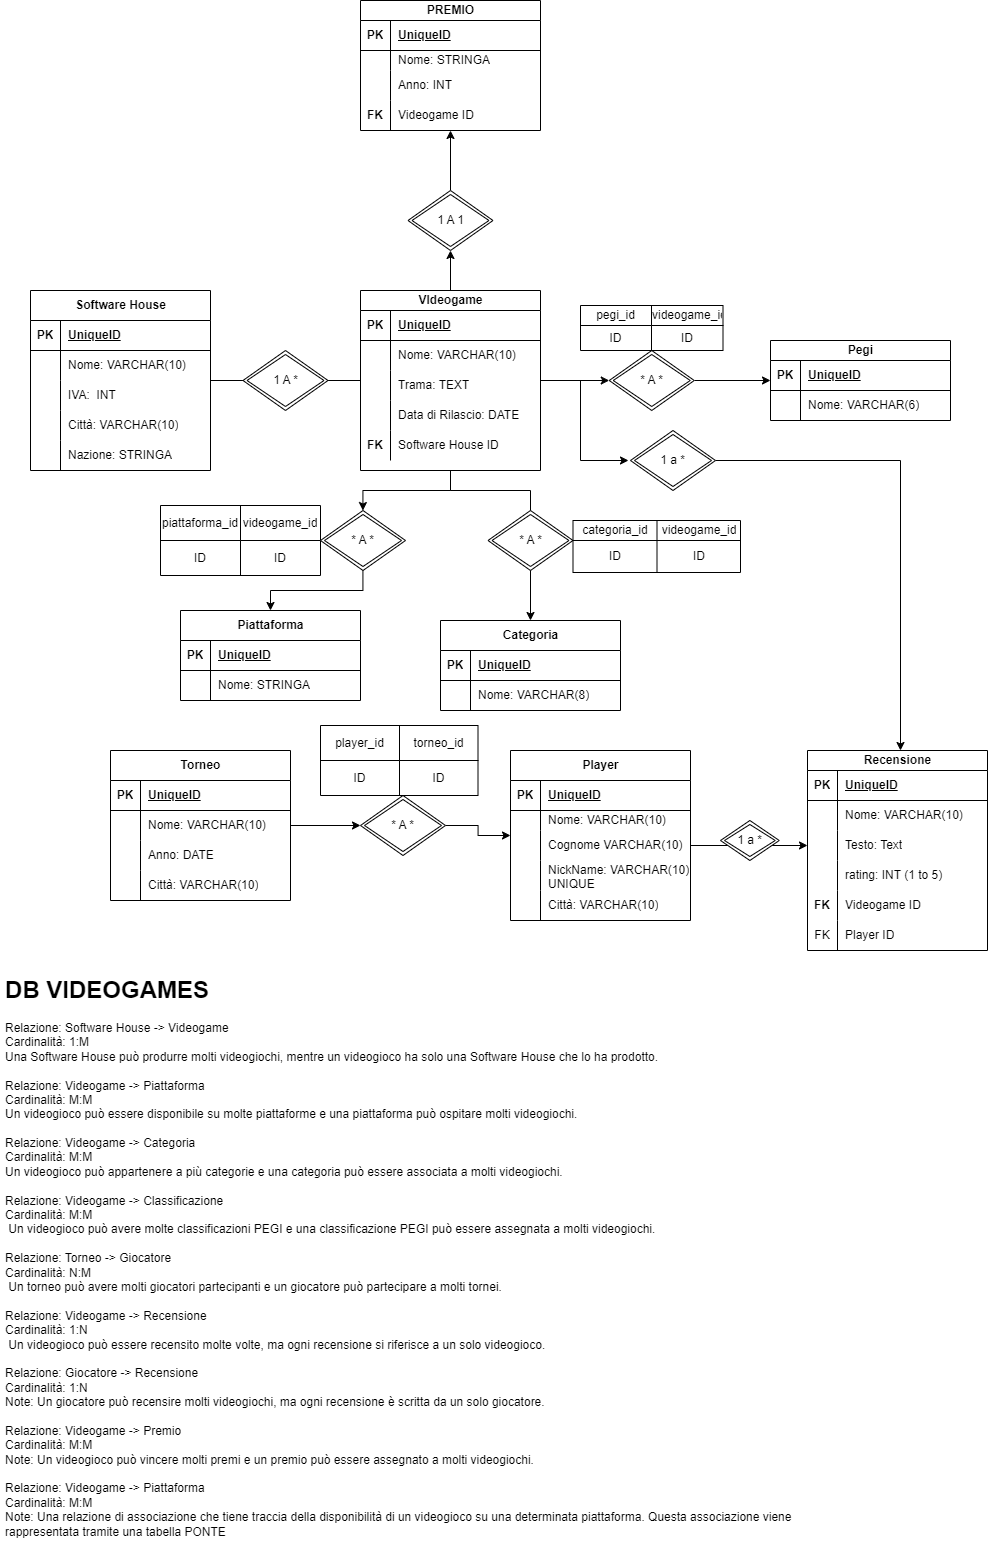 PREMIO
PK UniqueID
Nome: STRINGA
Anno: INT
FK Videogame ID
1 A 1
Software House
PK UniqueID
Nome: VARCHAR(10)
IVA: INT
Città: VARCHAR(10)
Nazione: STRINGA
1 A *
VIdeogame
PK UniqueID
Nome: VARCHAR(10)
Trama: TEXT
Data di Rilascio: DATE
FK Software House ID
pegi_id videogame_id
ID ID
* A *
Pegi
PK UniqueID
Nome: VARCHAR(6)
1 a *
piattaforma_id videogame_id
ID ID
* A *
* A *
categoria_id videogame_id
ID ID
Piattaforma
PK UniqueID
Nome: STRINGA
Categoria
PK UniqueID
Nome: VARCHAR(8)
Torneo
PK UniqueID
Nome: VARCHAR(10)
Anno: DATE
Città: VARCHAR(10)
player_id torneo_id
ID ID
* A *
Player
PK UniqueID
Nome: VARCHAR(10)
Cognome VARCHAR(10)
NickName: VARCHAR(10)
UNIQUE
Città: VARCHAR(10)
1 a *
Recensione
PK UniqueID
Nome: VARCHAR(10)
Testo: Text
rating: INT (1 to 5)
FK Videogame ID
FK Player ID
DB VIDEOGAMES
Relazione: Software House -> Videogame
Cardinalità: 1:M
Una Software House può produrre molti videogiochi, mentre un videogioco ha solo una Software House che lo ha prodotto.
Relazione: Videogame -> Piattaforma
Cardinalità: M:M
Un videogioco può essere disponibile su molte piattaforme e una piattaforma può ospitare molti videogiochi.
Relazione: Videogame -> Categoria
Cardinalità: M:M
Un videogioco può appartenere a più categorie e una categoria può essere associata a molti videogiochi.
Relazione: Videogame -> Classificazione
Cardinalità: M:M
Un videogioco può avere molte classificazioni PEGI e una classificazione PEGI può essere assegnata a molti videogiochi.
Relazione: Torneo -> Giocatore
Cardinalità: N:M
Un torneo può avere molti giocatori partecipanti e un giocatore può partecipare a molti tornei.
Relazione: Videogame -> Recensione
Cardinalità: 1:N
Un videogioco può essere recensito molte volte, ma ogni recensione si riferisce a un solo videogioco.
Relazione: Giocatore -> Recensione
Cardinalità: 1:N
Note: Un giocatore può recensire molti videogiochi, ma ogni recensione è scritta da un solo giocatore.
Relazione: Videogame -> Premio
Cardinalità: M:M
Note: Un videogioco può vincere molti premi e un premio può essere assegnato a molti videogiochi.
Relazione: Videogame -> Piattaforma
Cardinalità: M:M
Note: Una relazione di associazione che tiene traccia della disponibilità di un videogioco su una determinata piattaforma. Questa associazione viene
rappresentata tramite una tabella PONTE